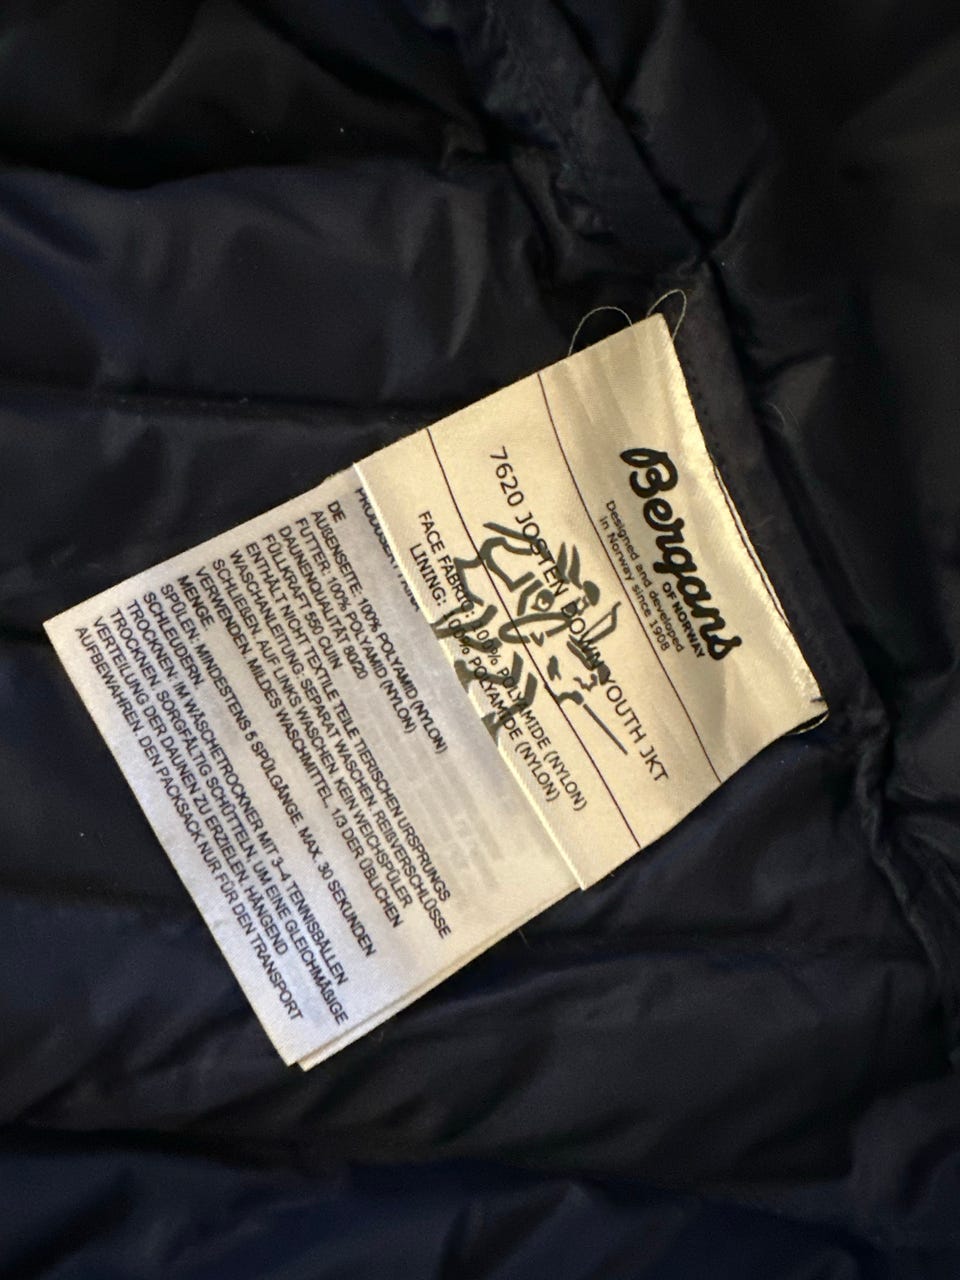 Bergans
OF NORWAY
Designed and developed
in Norway since 1908
7620 JOSTEN DOWN YOUTH JKT
FACE FABRIC: 100% POLYAMIDE (NYLON)
LINING: 100% POLYAMIDE (NYLON)
DE
AUßENSEITE: 100% POLYAMID (NYLON)
FUTTER: 100% POLYAMID (NYLON)
DAUNENQUALITÄT 80/20
FÜLLKRAFT 550 CUIN
ENTHÄLT NICHTTEXTILE TEILE TIERISCHEN URSPRUNGS
WASCHANLEITUNG: SEPARAT WASCHEN. REIßVERSCHLÜSSE
SCHLIEßEN. AUF LINKS WASCHEN. KEIN WEICHSPÜLER
VERWENDEN. MILDES WASCHMITTEL, 1/3 DER ÜBLICHEN
MENGE.
SPÜLEN: MINDESTENS 5 SPÜLGÄNGE. MAX. 30 SEKUNDEN
SCHLEUDERN.
TROCKNEN: IM WÄSCHETROCKNER MIT 3–4 TENNISBÄLLEN
TROCKNEN. SORGFÄLTIG SCHÜTTELN, UM EINE GLEICHMÄßIGE
VERTEILUNG DER DAUNEN ZU ERZIELEN. HÄNGEND
AUFBEWAHREN. DEN PACKSACK NUR FÜR DEN TRANSPORT